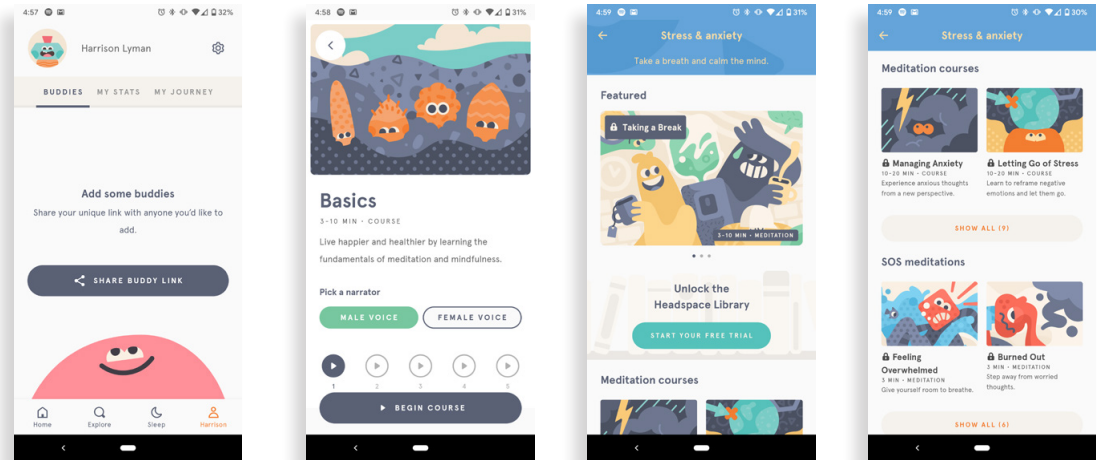 4:57
32%
Harrison Lyman
BUDDIES MY STATS MY JOURNEY
Add some buddies
Share your unique link with anyone you'd like to
add.
SHARE BUDDY LINK
Home Explore Sleep Harrison
4:58
31%
Basics
3-10 MIN • COURSE
Live happier and healthier by learning the
fundamentals of meditation and mindfulness.
Pick a narrator
MALE VOICE FEMALE VOICE
1 2 3 4 5
BEGIN COURSE
4:59
31%
Stress & anxiety
Take a breath and calm the mind.
Featured
Taking a Break
3-10 MIN • MEDITATION
Unlock the
Headspace Library
START YOUR FREE TRIAL
Meditation courses
4:59
30%
Stress & anxiety
Meditation courses
Managing Anxiety
10-20 MIN • COURSE
Experience anxious thoughts
from a new perspective.
Letting Go of Stress
10-20 MIN • COURSE
Learn to reframe negative
emotions and let them go.
SHOW ALL (9)
SOS meditations
Feeling
Overwhelmed
3 MIN • MEDITATION
Give yourself room to breathe.
Burned Out
3 MIN • MEDITATION
Step away from worried
thoughts.
SHOW ALL (6)